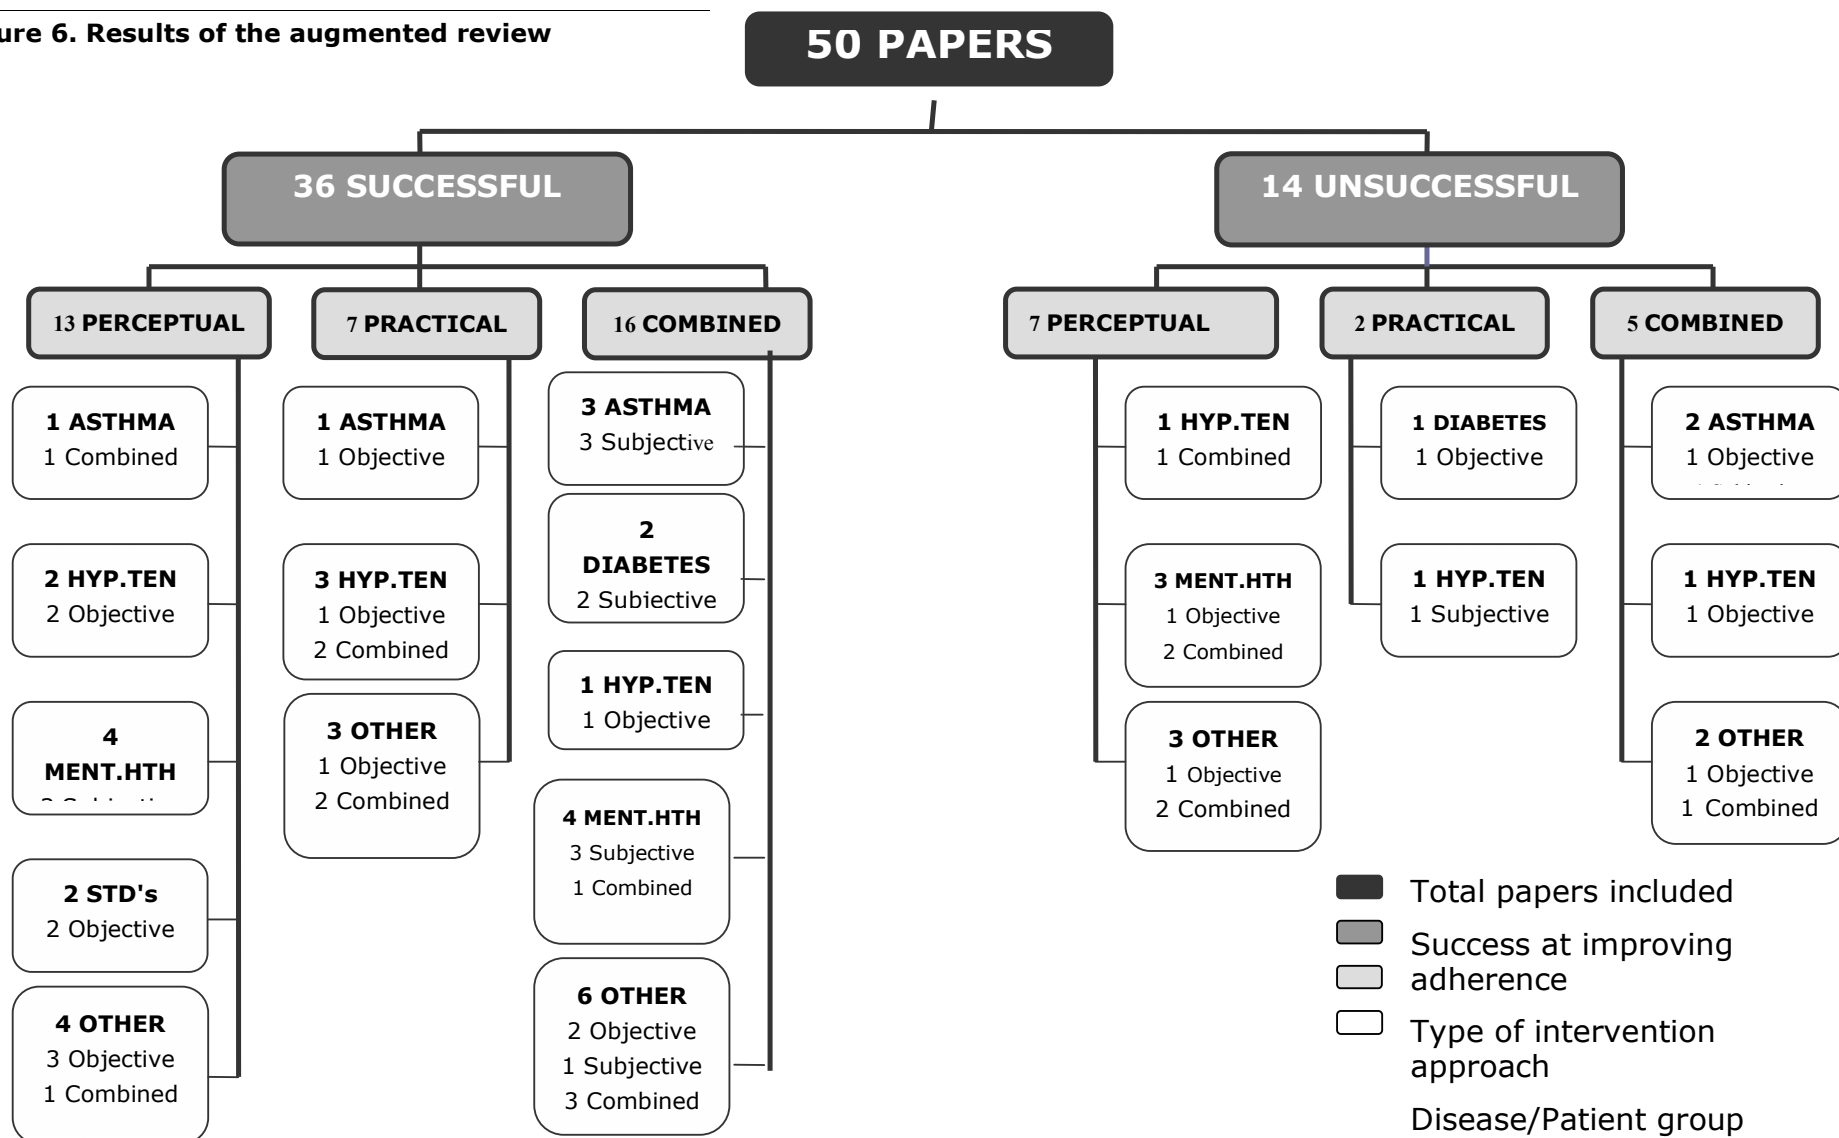 ure 6. Results of the augmented review
50 PAPERS
36 SUCCESSFUL
14 UNSUCCESSFUL
13 PERCEPTUAL
7 PRACTICAL
16 COMBINED
7 PERCEPTUAL
2 PRACTICAL
5 COMBINED
1 ASTHMA
1 Combined
2 HYP.TEN
2 Objective
4
MENT.HTH
2 STD's
2 Objective
4 OTHER
3 Objective
1 Combined
1 ASTHMA
1 Objective
3 HYP.TEN
1 Objective
2 Combined
3 OTHER
1 Objective
2 Combined
3 ASTHMA
3 Subjective
2
DIABETES
2 Subjective
1 HYP.TEN
1 Objective
4 MENT.HTH
3 Subjective
1 Combined
6 OTHER
2 Objective
1 Subjective
3 Combined
1 HYP.TEN
1 Combined
3 MENT.HTH
1 Objective
2 Combined
3 OTHER
1 Objective
2 Combined
1 DIABETES
1 Objective
1 HYP.TEN
1 Subjective
2 ASTHMA
1 Objective
1 HYP.TEN
1 Objective
2 OTHER
1 Objective
1 Combined
Total papers included
Success at improving
adherence
Type of intervention
approach
Disease/Patient group